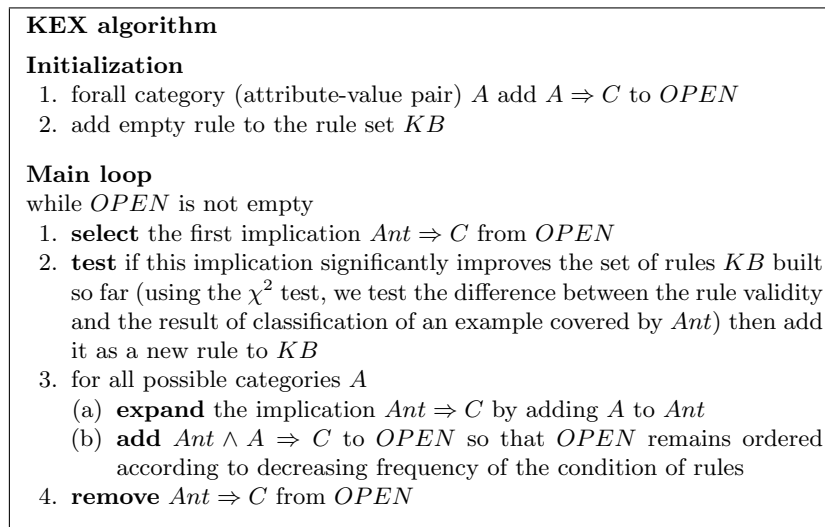 KEX algorithm
Initialization
1. forall category (attribute-value pair) A add A ⇒ C to OPEN
2. add empty rule to the rule set KB
Main loop
while OPEN is not empty
1. select the first implication Ant ⇒ C from OPEN
2. test if this implication significantly improves the set of rules KB built
so far (using the χ² test, we test the difference between the rule validity
and the result of classification of an example covered by Ant) then add
it as a new rule to KB
3. for all possible categories A
(a) expand the implication Ant ⇒ C by adding A to Ant
(b) add Ant ∧ A ⇒ C to OPEN so that OPEN remains ordered
according to decreasing frequency of the condition of rules
4. remove Ant ⇒ C from OPEN